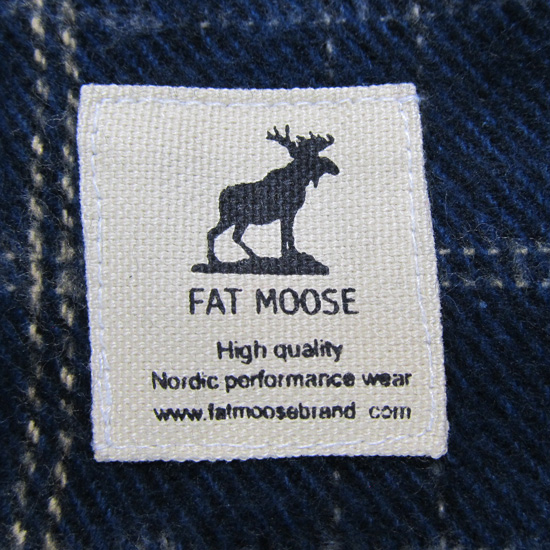 FAT MOOSE
High quality
Nordic performance wear
www.fatmoosebrand com